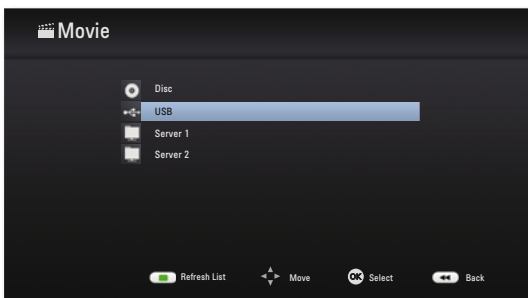 Movie
Disc
USB
Server 1
Server 2
Refresh List Move OK Select Back